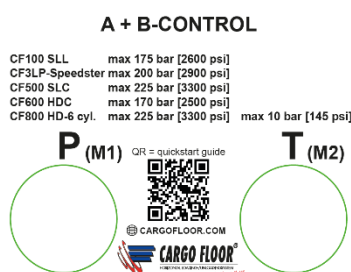 A + B-CONTROL
CF100 SLL max 175 bar [2600 psi]
CF3LP-Speedster max 200 bar [2900 psi]
CF500 SLC max 225 bar [3300 psi]
CF600 HDC max 170 bar [2500 psi]
CF800 HD-6 cyl. max 225 bar [3300 psi] max 10 bar [145 psi]
P (M1) QR = quickstart guide T (M2)
CARGOFLOOR.COM
CARGO FLOOR®